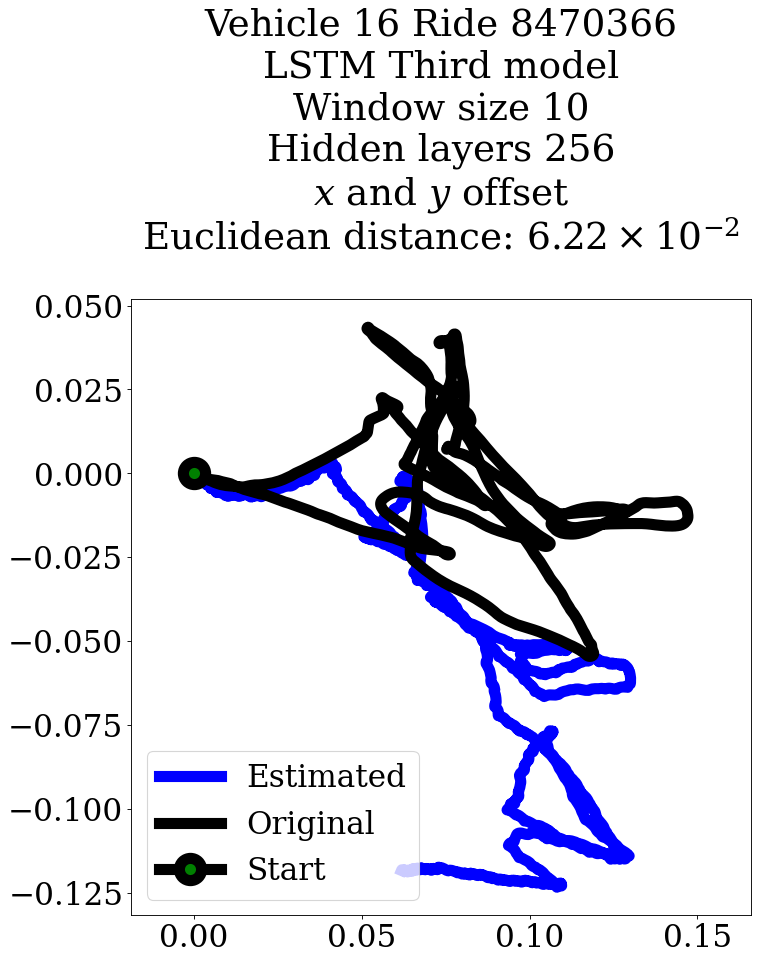 Vehicle 16 Ride 8470366
LSTM Third model
Window size 10
Hidden layers 256
x and y offset
Euclidean distance: 6.22 × 10⁻²
0.050
0.025
0.000
−0.025
−0.050
−0.075
−0.100
−0.125
Estimated
Original
Start
0.00 0.05 0.10 0.15